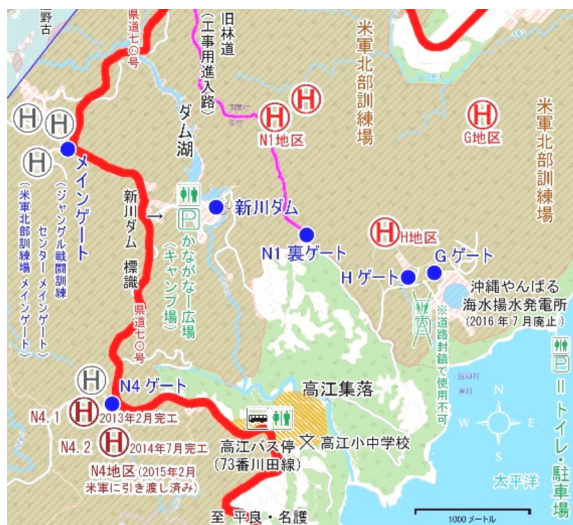 三野古
県道七〇号
旧林道
(工事用進入路)
ダム湖
米軍北部訓練場
米軍北部訓練場
H
H
N1地区
H
G地区
H
H
H
メインゲート
(ジャングル戦闘訓練
センターメインゲート)
(米軍北部訓練場 メインゲート)
新川ダム 標識
→
P
かながなー広場
(キャンプ場)
新川ダム
N1 裏ゲート
H
H地区
Hゲート
Gゲート
沖縄やんばる
海水揚水発電所
(2016 年 7月廃止)
※道路封鎖で使用不可
県道七〇号
H
N4 ゲート
N4.1
H
2013年2月完工
N4.2
H
2014年7月完工
N4地区(2015年2月
米軍に引き渡し済み)
高江集落
高江バス停
(73番川田線)
高江小中学校
至 平良・名護
P
=トイレ・駐車場
太平洋
1000 メートル